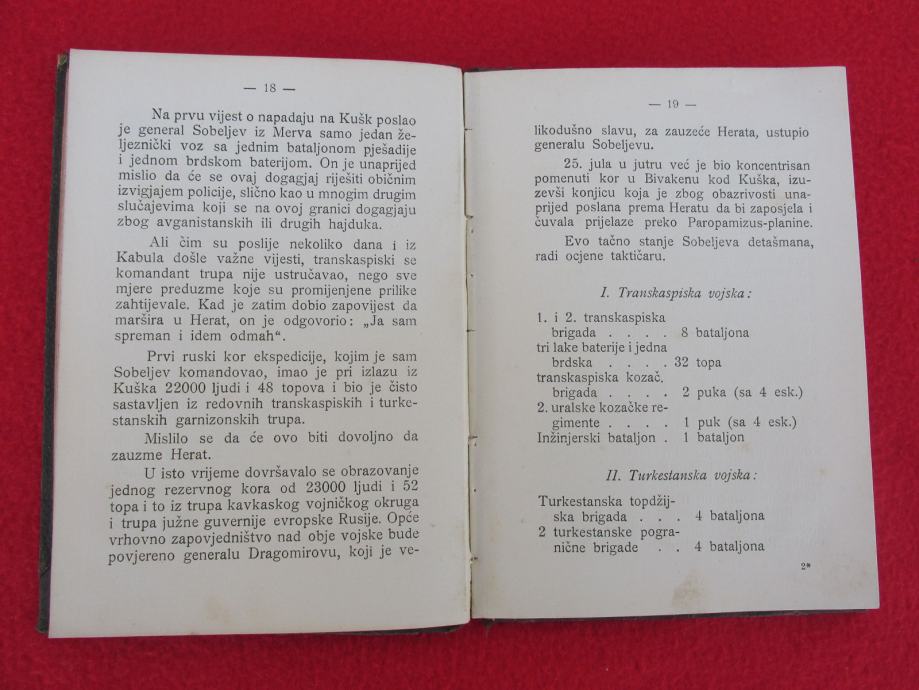 — 18 —
Na prvu vijest o napadaju na Kušk poslao
je general Sobeljev iz Merva samo jedan že-
ljeznički voz sa jednim bataljonom pješadije
i jednom brdskom baterijom. On je unaprijed
mislio da će se ovaj dogagjaj riješiti običnim
izvigjajem policije, slično kao u mnogim drugim
slučajevima koji se na ovoj granici dogagjaju
zbog avganistanskih ili drugih hajduka.
Ali čim su poslije nekoliko dana i iz
Kabula došle važne vijesti, transkaspiski se
komandant trupa nije ustručavao, nego sve
mjere preduzme koje su promijenjene prilike
zahtijevale. Kad je zatim dobio zapovijest da
maršira u Herat, on je odgovorio: „Ja sam
spreman i idem odmah“.
Prvi ruski kor ekspedicije, kojim je sam
Sobeljev komandovao, imao je pri izlazu iz
Kuška 22000 ljudi i 48 topova i bio je čisto
sastavljen iz redovnih transkaspiskih i turke-
stanskih garnizonskih trupa.
Mislilo se da će ovo biti dovoljno da
zauzme Herat.
U isto vrijeme dovršavalo se obrazovanje
jednog rezervnog kora od 23000 ljudi i 52
topa i to iz trupa kavkaskog vojničkog okruga
i trupa južne guvernije evropske Rusije. Opće
vrhovno zapovjedništvo nad obje vojske bude
povjereno generalu Dragomirovu, koji je ve-
— 19 —
likodušno slavu, za zauzeće Herata, ustupio
generalu Sobeljevu.
25. jula u jutru već je bio koncentrisan
pomenuti kor u Bivakenu kod Kuška, izu-
zevši konjicu koja je zbog obazrivosti una-
prijed poslana prema Heratu da bi zaposjela i
čuvala prijelaze preko Paropamizus-planine.
Evo tačno stanje Sobeljeva detašmana,
radi ocjene taktičaru.
I. Transkaspiska vojska:
1. i 2. transkaspiska
brigada . . . . 8 bataljona
tri lake baterije i jedna
brdska . . . . 32 topa
transkaspiska kozač.
brigada . . . . 2 puka (sa 4 esk.)
2. uralske kozačke re-
gimente . . . . 1 puk (sa 4 esk.)
Inžinjerski bataljon . 1 bataljon
II. Turkestanska vojska:
Turkestanska topdžij-
ska brigada . . . 4 bataljona
2 turkestanske pogra-
nične brigade . . 4 bataljona
2*